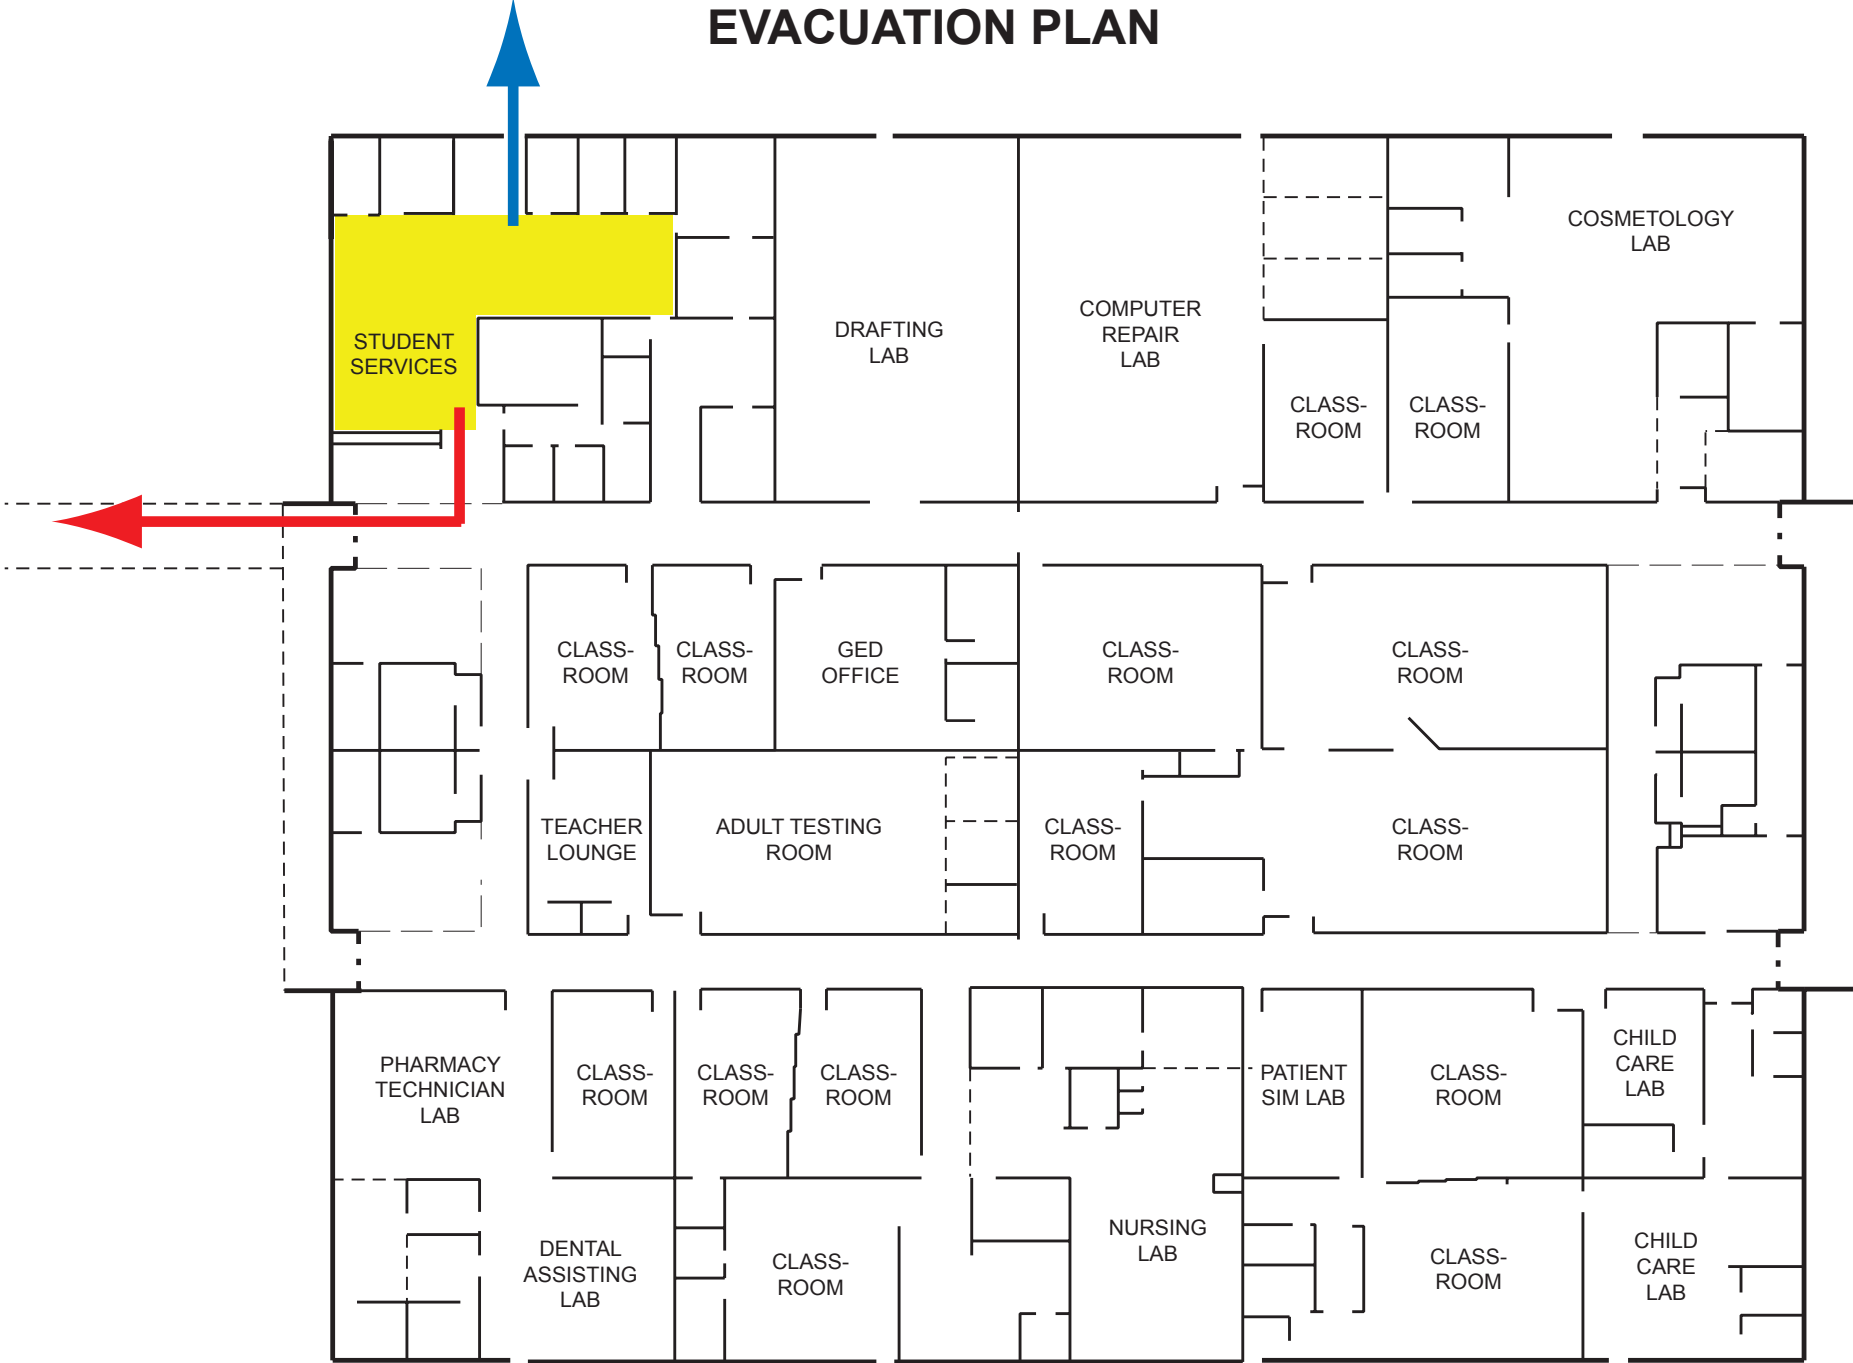 EVACUATION PLAN
COSMETOLOGY
LAB
STUDENT
SERVICES
DRAFTING
LAB
COMPUTER
REPAIR
LAB
CLASS-
ROOM
CLASS-
ROOM
CLASS-
ROOM
CLASS-
ROOM
GED
OFFICE
CLASS-
ROOM
CLASS-
ROOM
TEACHER
LOUNGE
ADULT TESTING
ROOM
CLASS-
ROOM
CLASS-
ROOM
PHARMACY
TECHNICIAN
LAB
CLASS-
ROOM
CLASS-
ROOM
CLASS-
ROOM
PATIENT
SIM LAB
CLASS-
ROOM
CHILD
CARE
LAB
DENTAL
ASSISTING
LAB
CLASS-
ROOM
NURSING
LAB
CLASS-
ROOM
CHILD
CARE
LAB